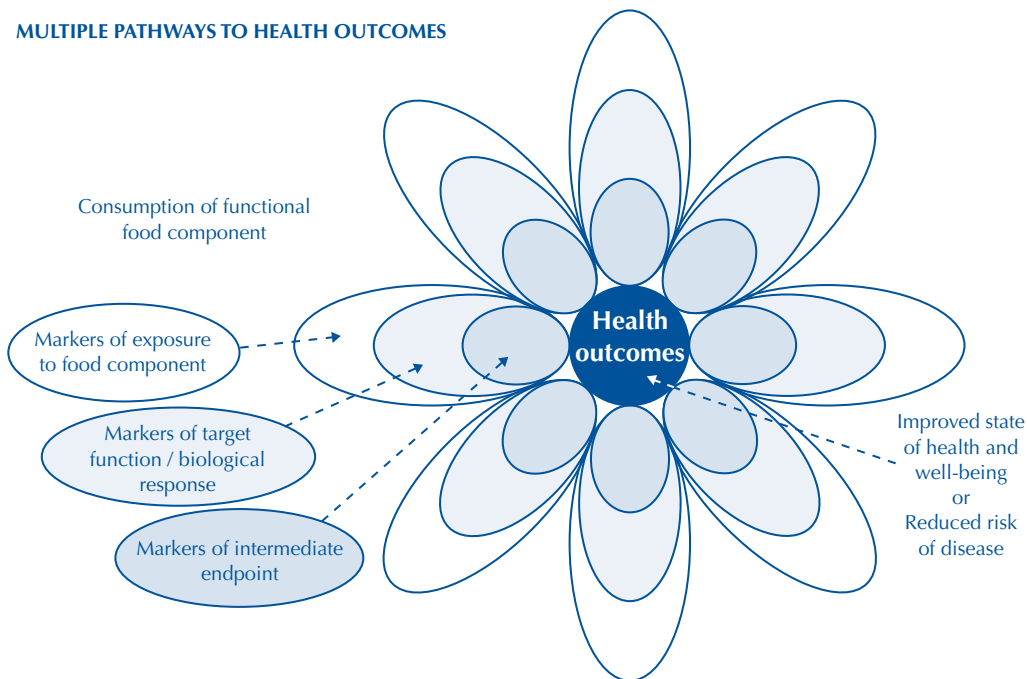 MULTIPLE PATHWAYS TO HEALTH OUTCOMES
Consumption of functional
food component
Markers of exposure
to food component
Markers of target
function / biological
response
Markers of intermediate
endpoint
Health
outcomes
Improved state
of health and
well-being
or
Reduced risk
of disease